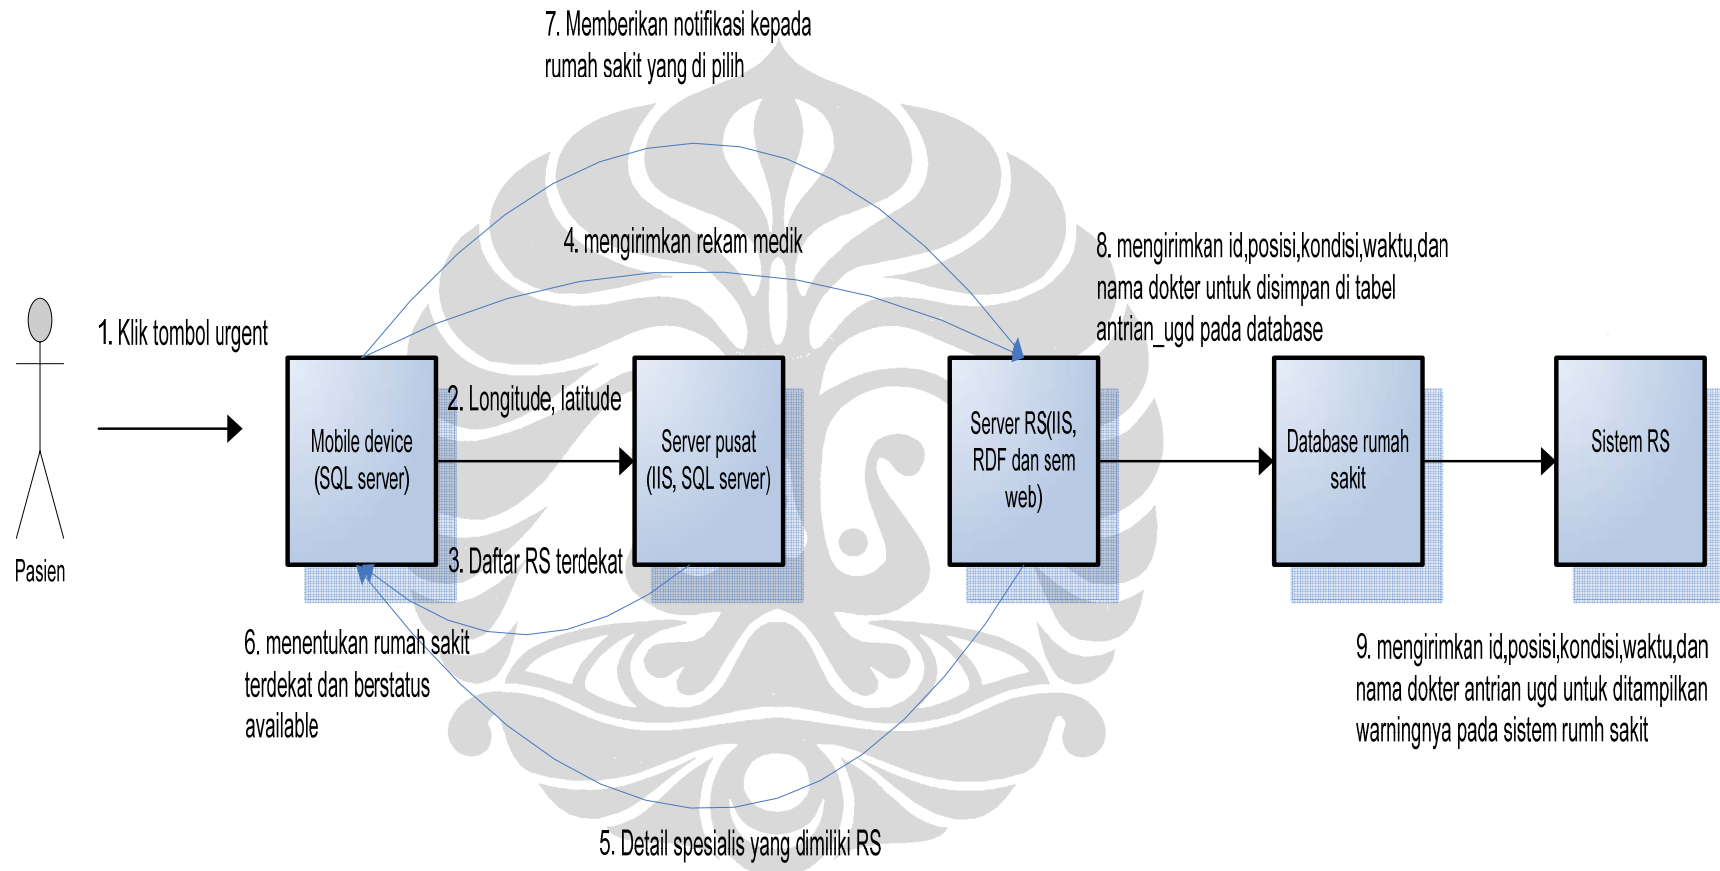 7. Memberikan notifikasi kepada
rumah sakit yang di pilih
4. mengirimkan rekam medik
8. mengirimkan id,posisi,kondisi,waktu,dan
nama dokter untuk disimpan di tabel
antrian_ugd pada database
1. Klik tombol urgent
2. Longitude, latitude
Mobile device
(SQL server)
Server pusat
(IIS, SQL server)
Server RS(IIS,
RDF dan sem
web)
Database rumah
sakit
Sistem RS
Pasien
3. Daftar RS terdekat
6. menentukan rumah sakit
terdekat dan berstatus
available
9. mengirimkan id,posisi,kondisi,waktu,dan
nama dokter antrian ugd untuk ditampilkan
warningnya pada sistem rumh sakit
5. Detail spesialis yang dimiliki RS